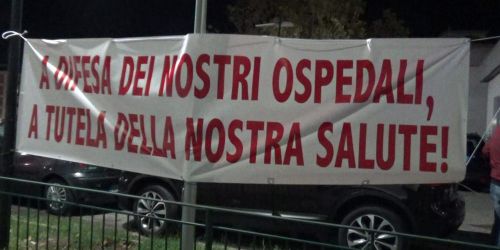 A DIFESA DEI NOSTRI OSPEDALI,
A TUTELA DELLA NOSTRA SALUTE!